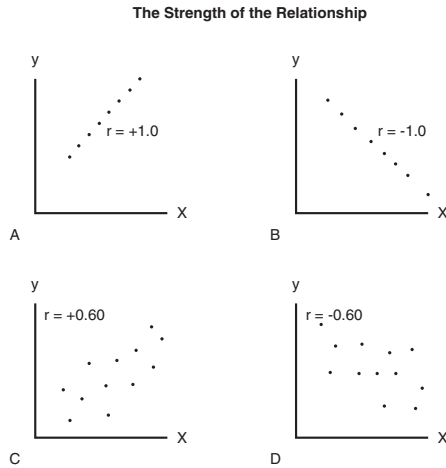 The Strength of the Relationship
y
r = +1.0
X
A
y
r = -1.0
X
B
y
r = +0.60
X
C
y
r = -0.60
X
D